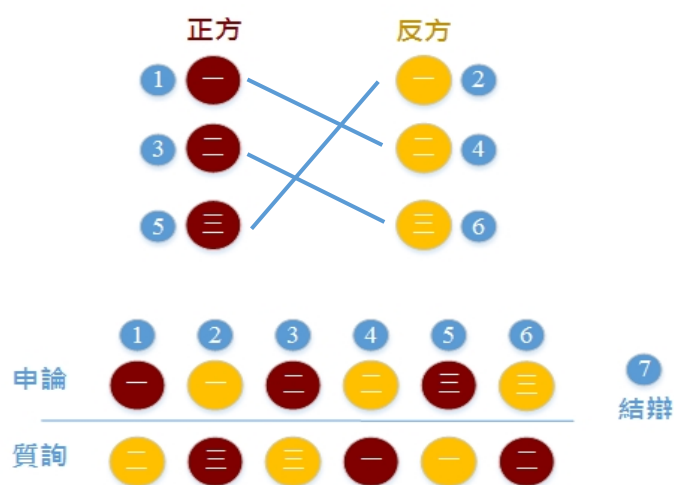 正方 反方
1 一 一 2
3 二 二 4
5 三 三 6
1 2 3 4 5 6
申論 一 一 二 二 三 三 7
結辯
質詢 二 三 三 一 一 二